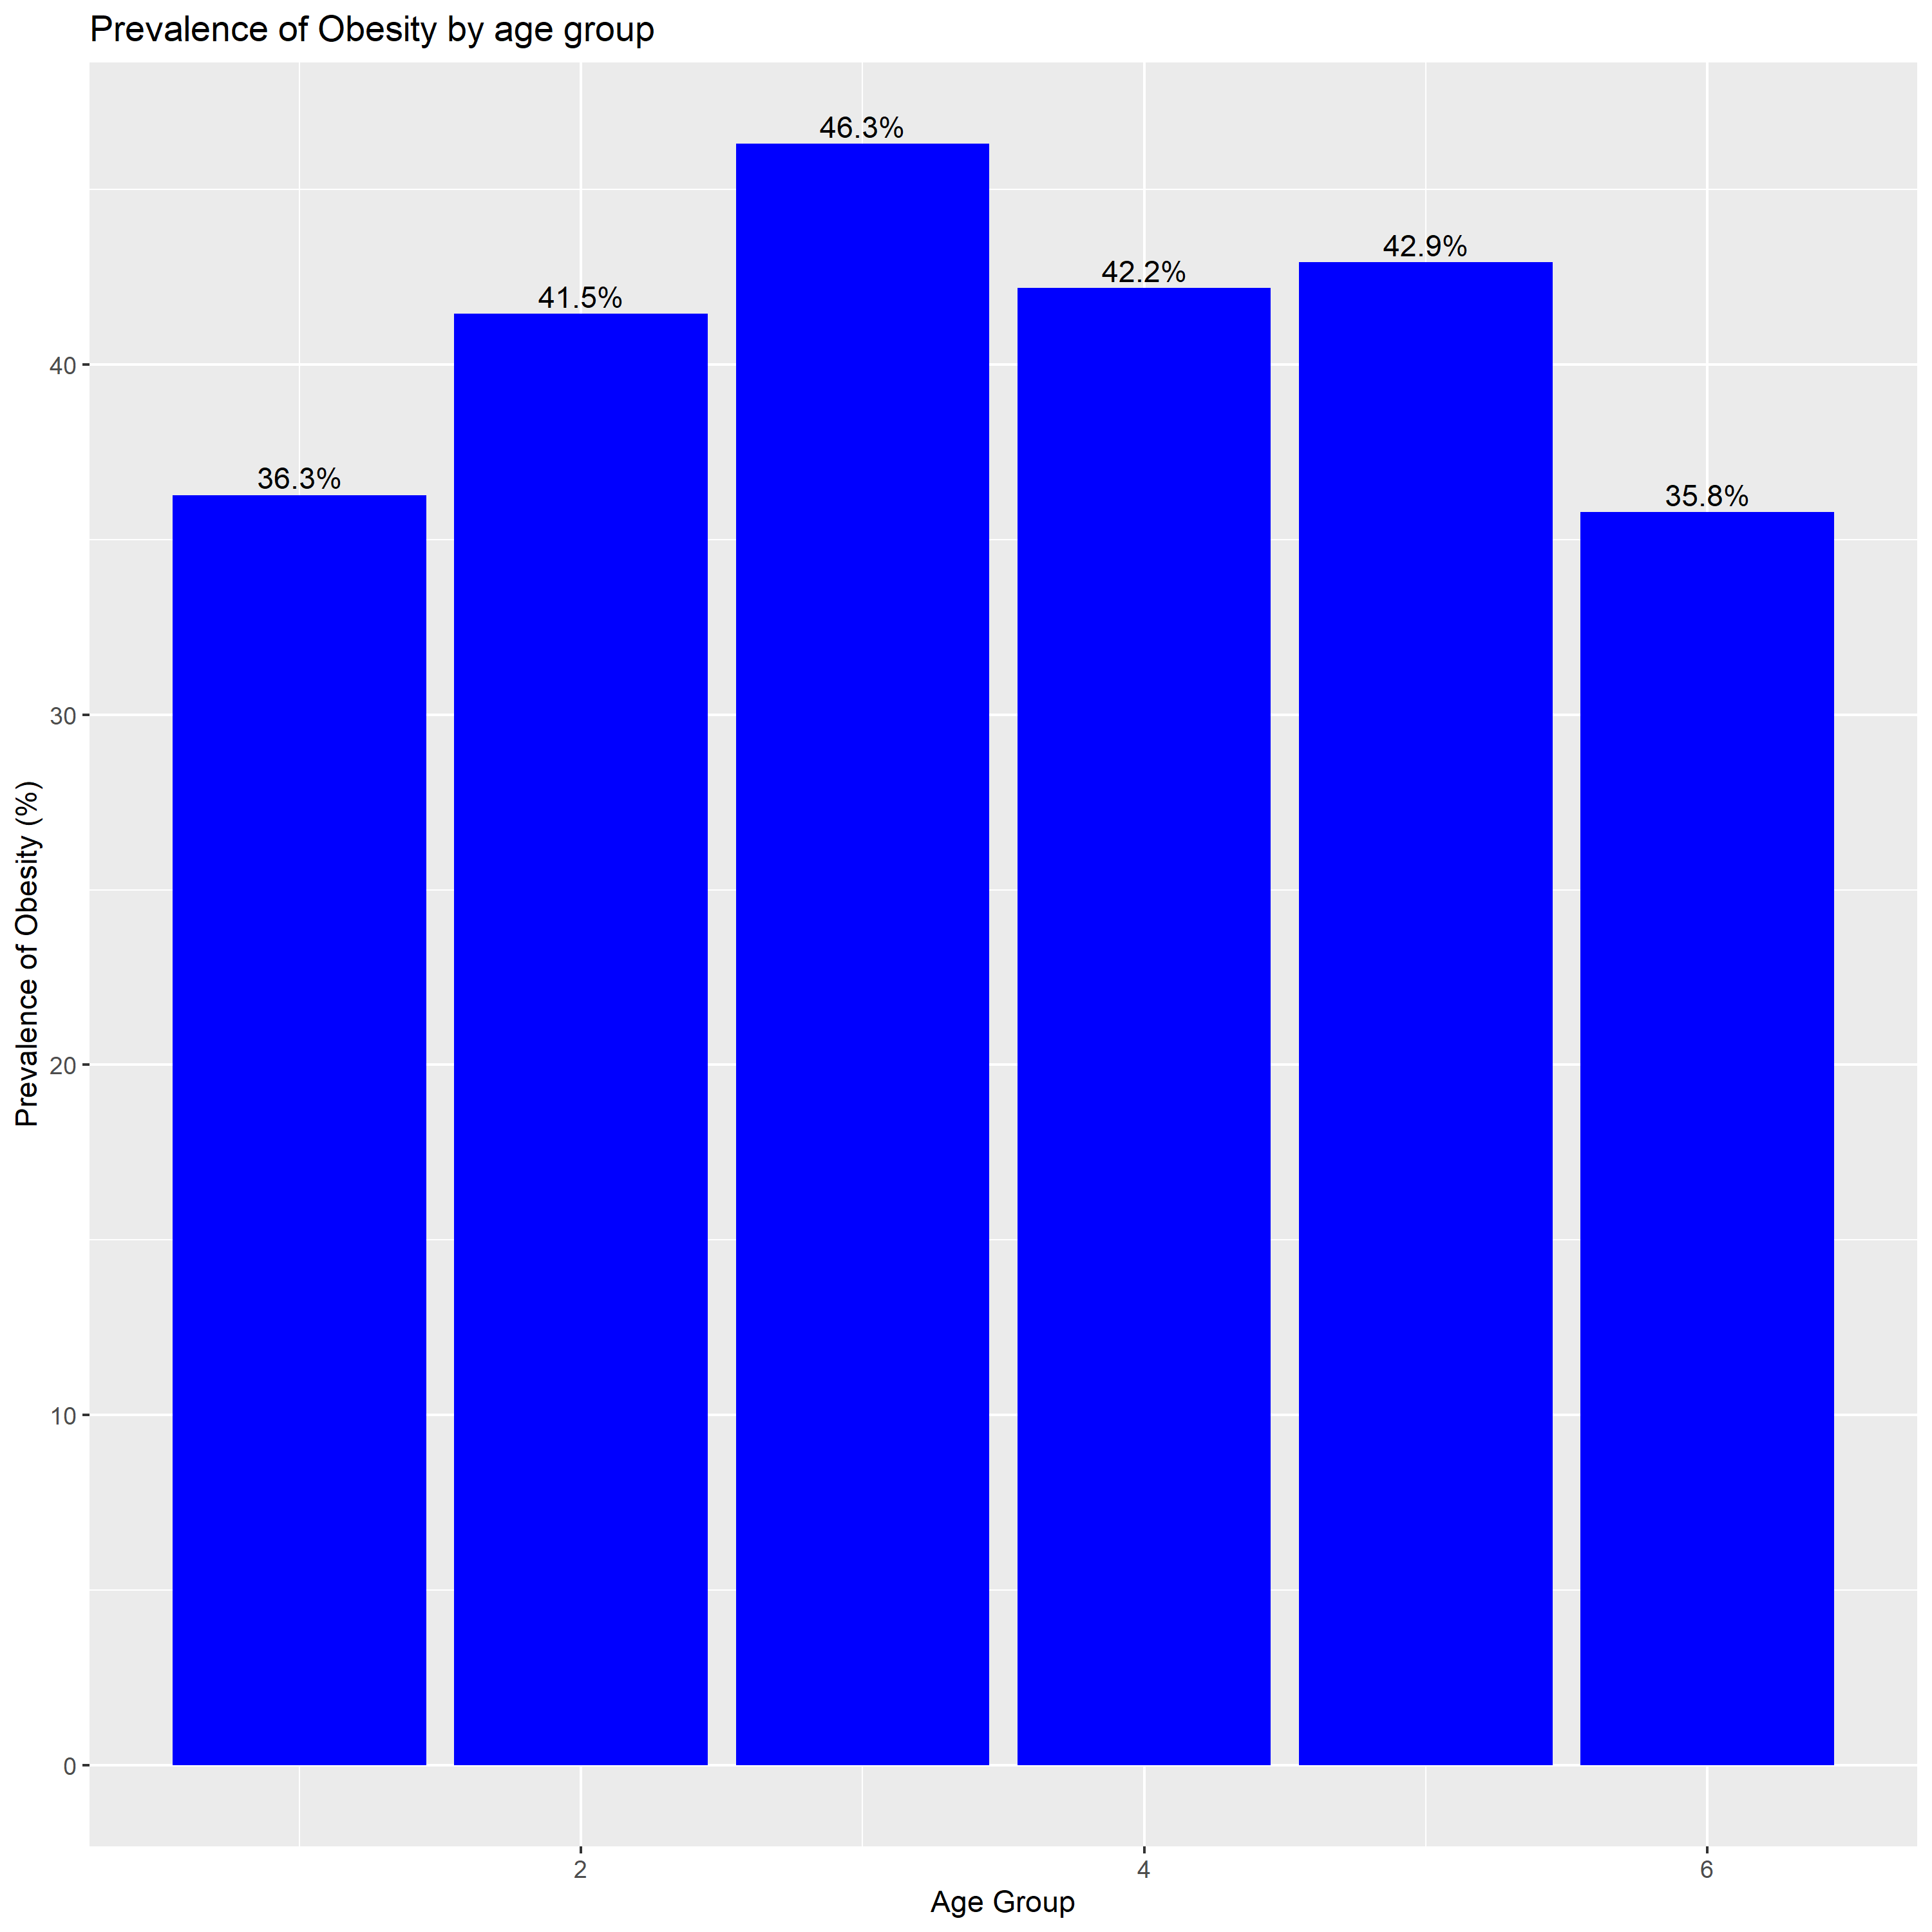 Prevalence of Obesity by age group
46.3%
42.9%
42.2%
41.5%
36.3%
35.8%
40
30
20
10
0
Prevalence of Obesity (%)
2 4 6
Age Group